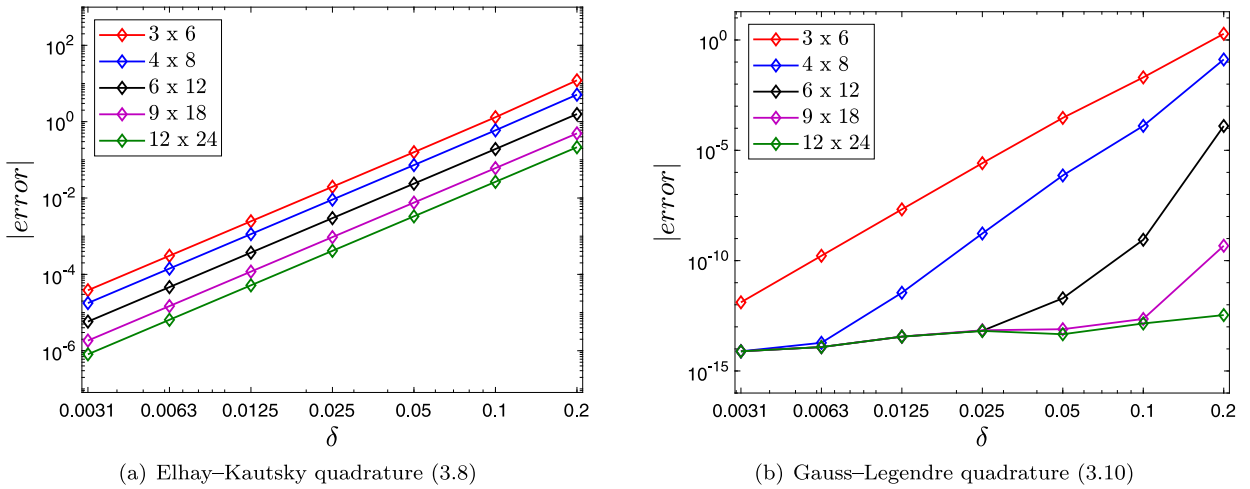 10^2
10^0
10^-2
10^-4
10^-6
|error|
3 x 6
4 x 8
6 x 12
9 x 18
12 x 24
0.0031 0.0063 0.0125 0.025 0.05 0.1 0.2
δ
(a) Elhay–Kautsky quadrature (3.8)
10^0
10^-5
10^-10
10^-15
|error|
3 x 6
4 x 8
6 x 12
9 x 18
12 x 24
0.0031 0.0063 0.0125 0.025 0.05 0.1 0.2
δ
(b) Gauss–Legendre quadrature (3.10)